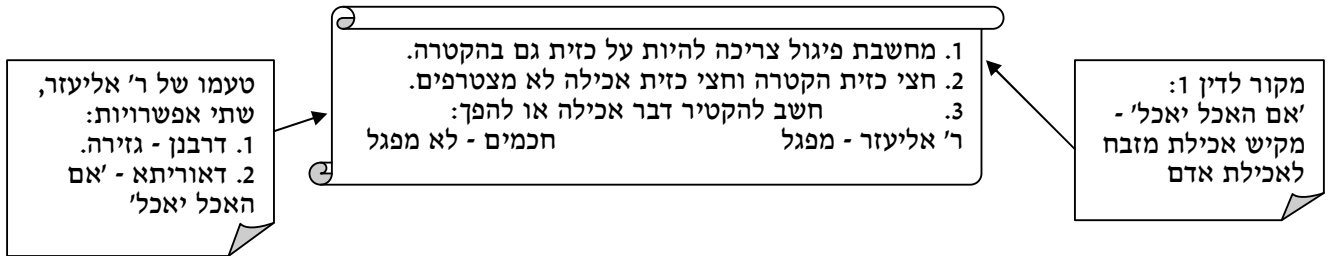 1. מחשבת פיגול צריכה להיות על כזית גם בהקטרה.
2. חצי כזית הקטרה וחצי כזית אכילה לא מצטרפים.
3. חשב להקטיר דבר אכילה או להפך:
ר' אליעזר - מפגל חכמים - לא מפגל
מקור לדין 1:
'אם האכל יאכל' -
מקיש אכילת מזבח
לאכילת אדם
טעמו של ר' אליעזר,
שתי אפשרויות:
1. דרבנן - גזירה.
2. דאוריתא - 'אם
האכל יאכל'